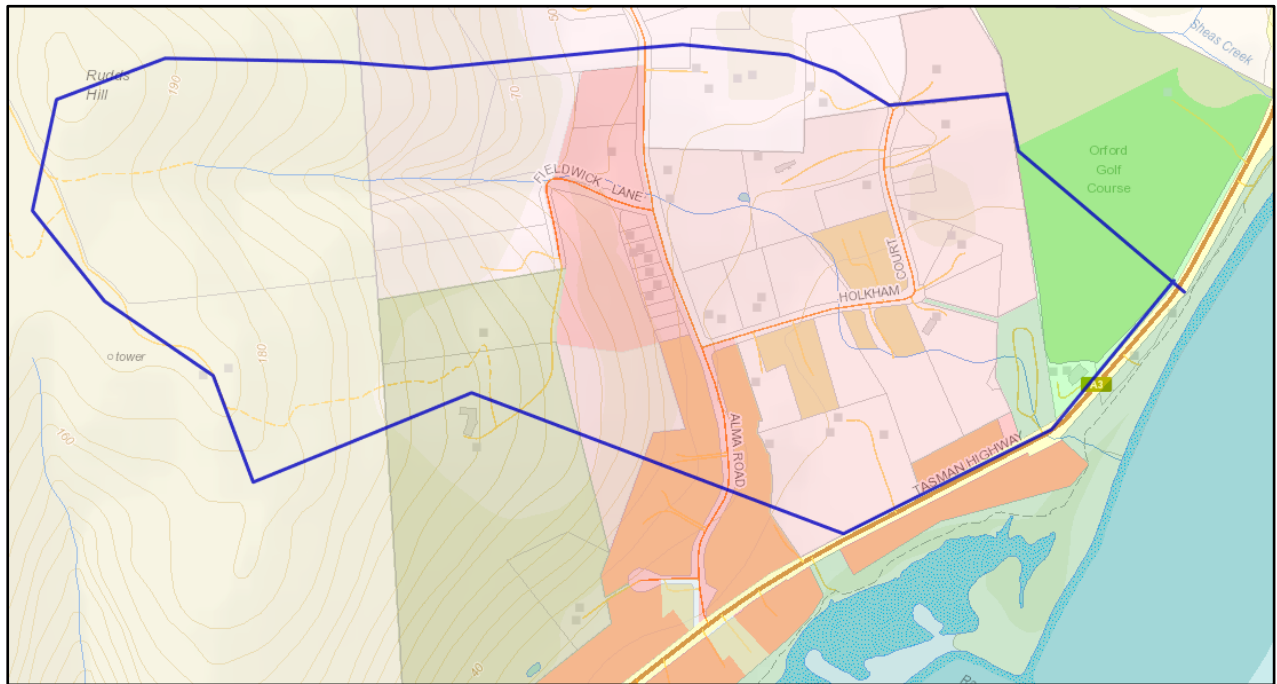 50
Sheas Creek
Rudds
Hill
190
70
Orford
Golf
Course
FIELDWICK LANE
COURT
HOLKHAM
180
tower
A3
160
ALMA ROAD
TASMAN HIGHWAY
40